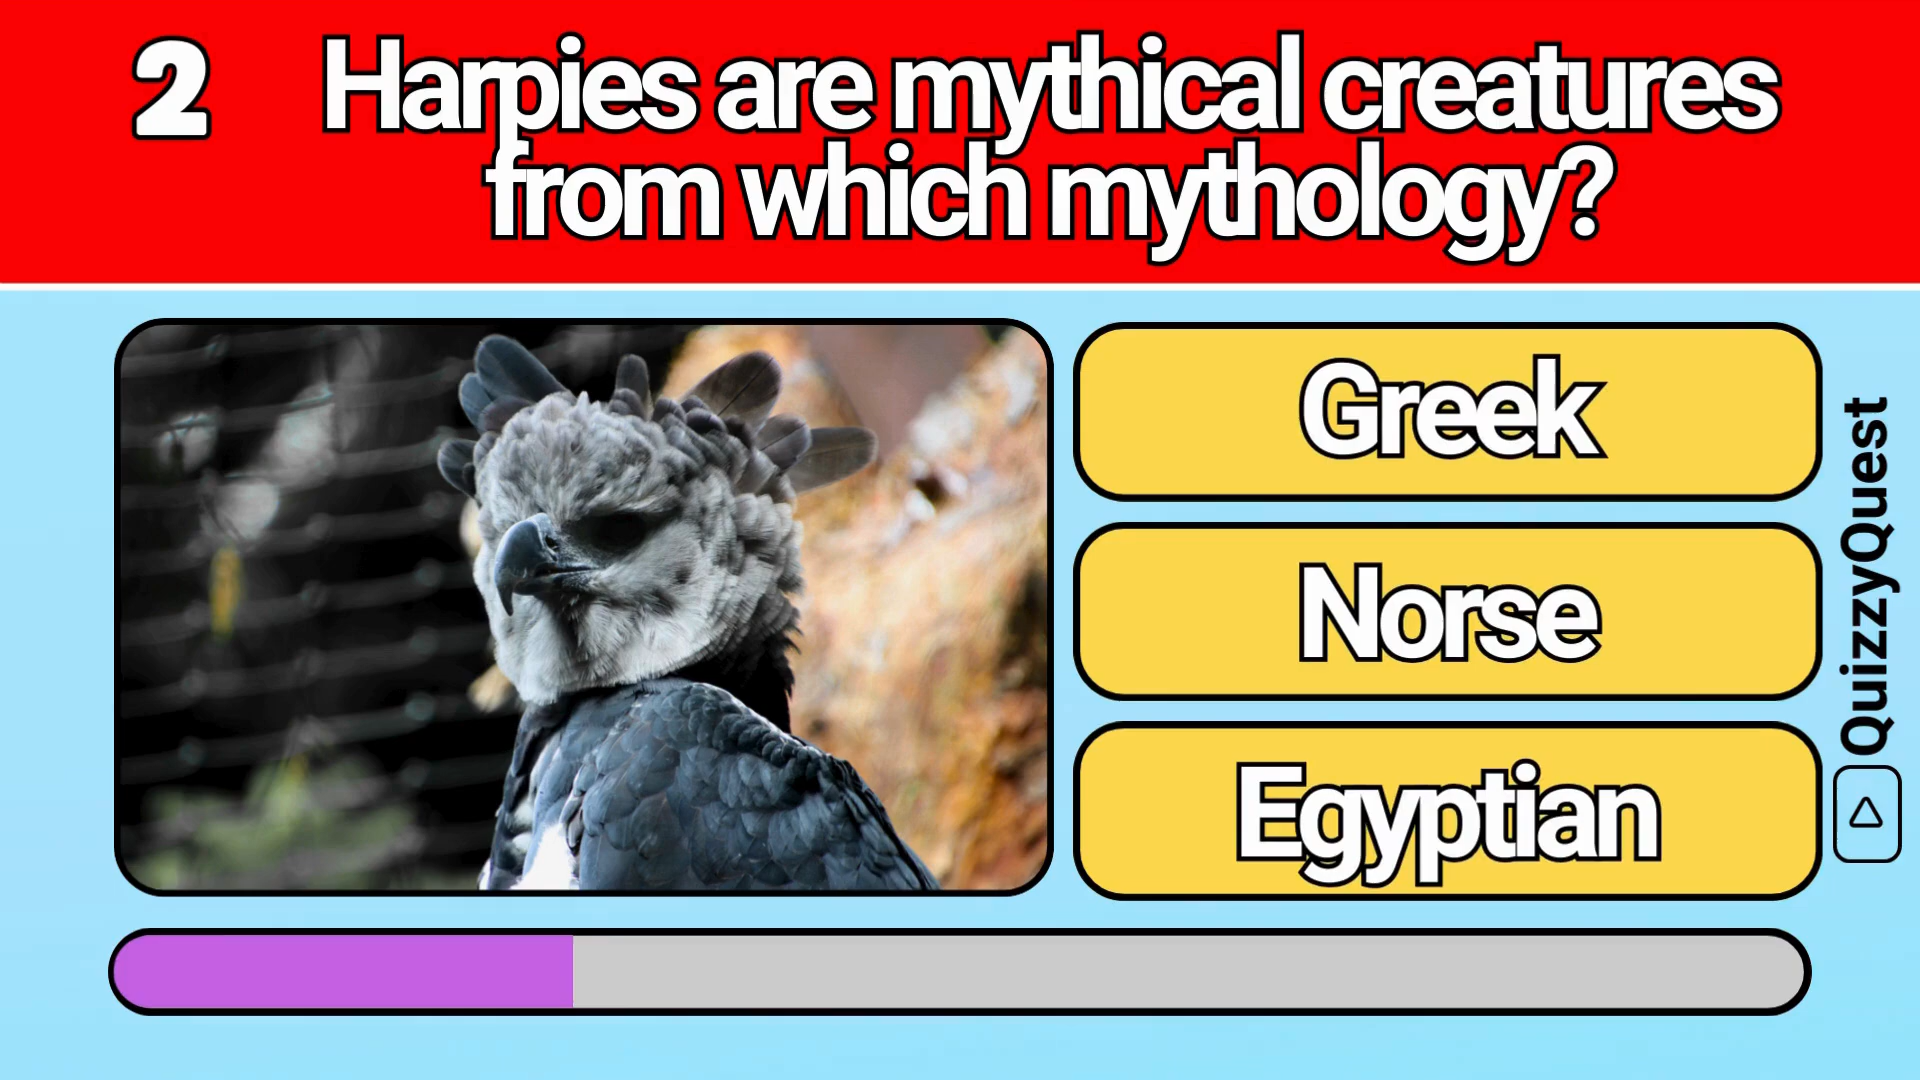 2
Harpies are mythical creatures
from which mythology?
Greek
Norse
Egyptian
QuizzyQuest